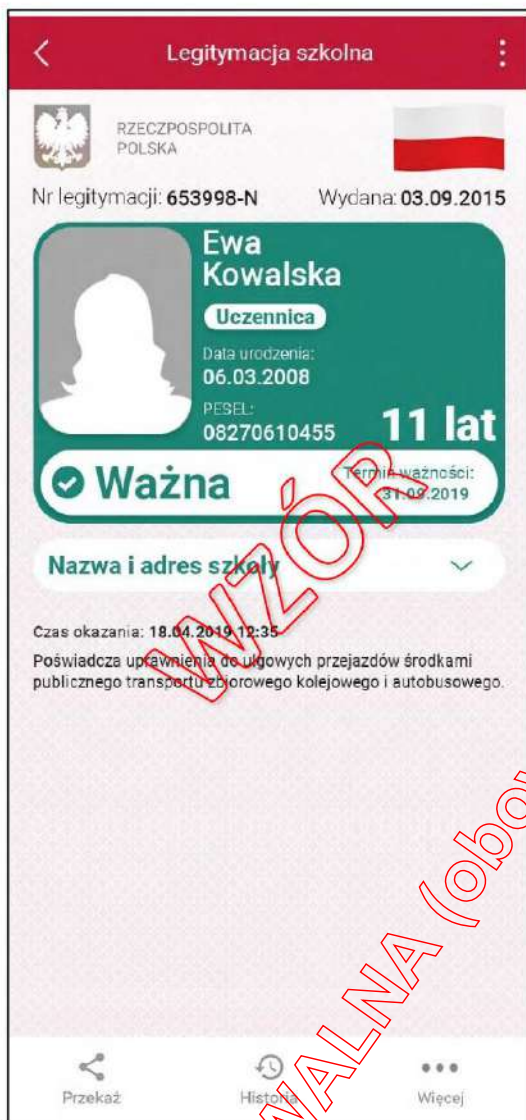 Legitymacja szkolna
RZECZPOSPOLITA
POLSKA
Nr legitymacji: 653998-N Wydana: 03.09.2015
Ewa
Kowalska
Uczennica
Data urodzenia:
06.03.2008
PESEL:
08270610455
11 lat
Ważna
Termin ważności:
31.09.2019
Nazwa i adres szkoły
WZÓR
Czas okazania: 18.04.2019 12:35
Poświadcza uprawnienia do ulgowych przejazdów środkami
publicznego transportu zbiorowego kolejowego i autobusowego.
WALNA (obow
Przekaż Historia Więcej